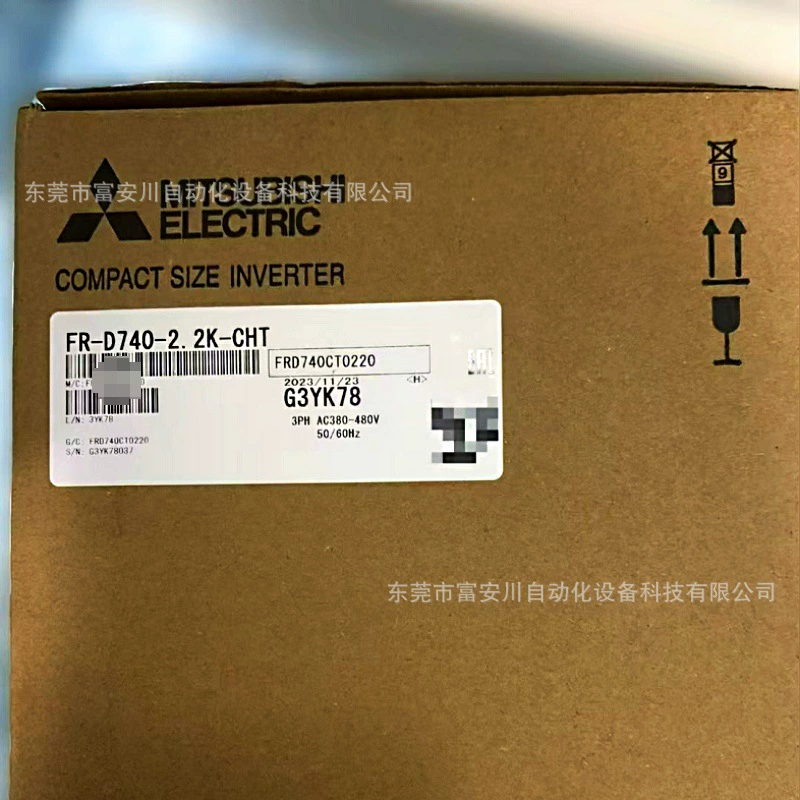 MITSUBISHI
ELECTRIC
东莞市富安川自动化设备科技有限公司
9
COMPACT SIZE INVERTER
FR-D740-2.2K-CHT
FRD740CT0220
M/C:
2023/11/23
<H>
G3YK78
L/N: 3YK78
3PH AC380-480V
50/60Hz
G/C: FRD740CT0220
S/N: G3YK78037
EAC
东莞市富安川自动化设备科技有限公司